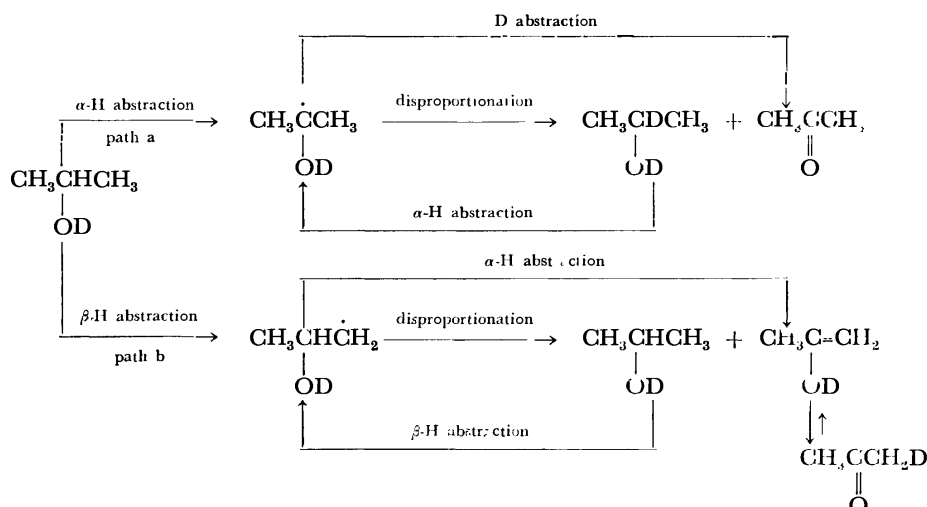 D abstraction
α-H abstraction
path a
CH₃ĊCH₃
OD
disproportionation
CH₃CDCH₃ + CH₃CCH₃
OD
O
CH₃CHCH₃
OD
α-H abstraction
α-H abstraction
β-H abstraction
path b
CH₃CHĊH₂
OD
disproportionation
CH₃CHCH₃ + CH₃C=CH₂
OD
OD
β-H abstraction
CH₃CCH₂D
O